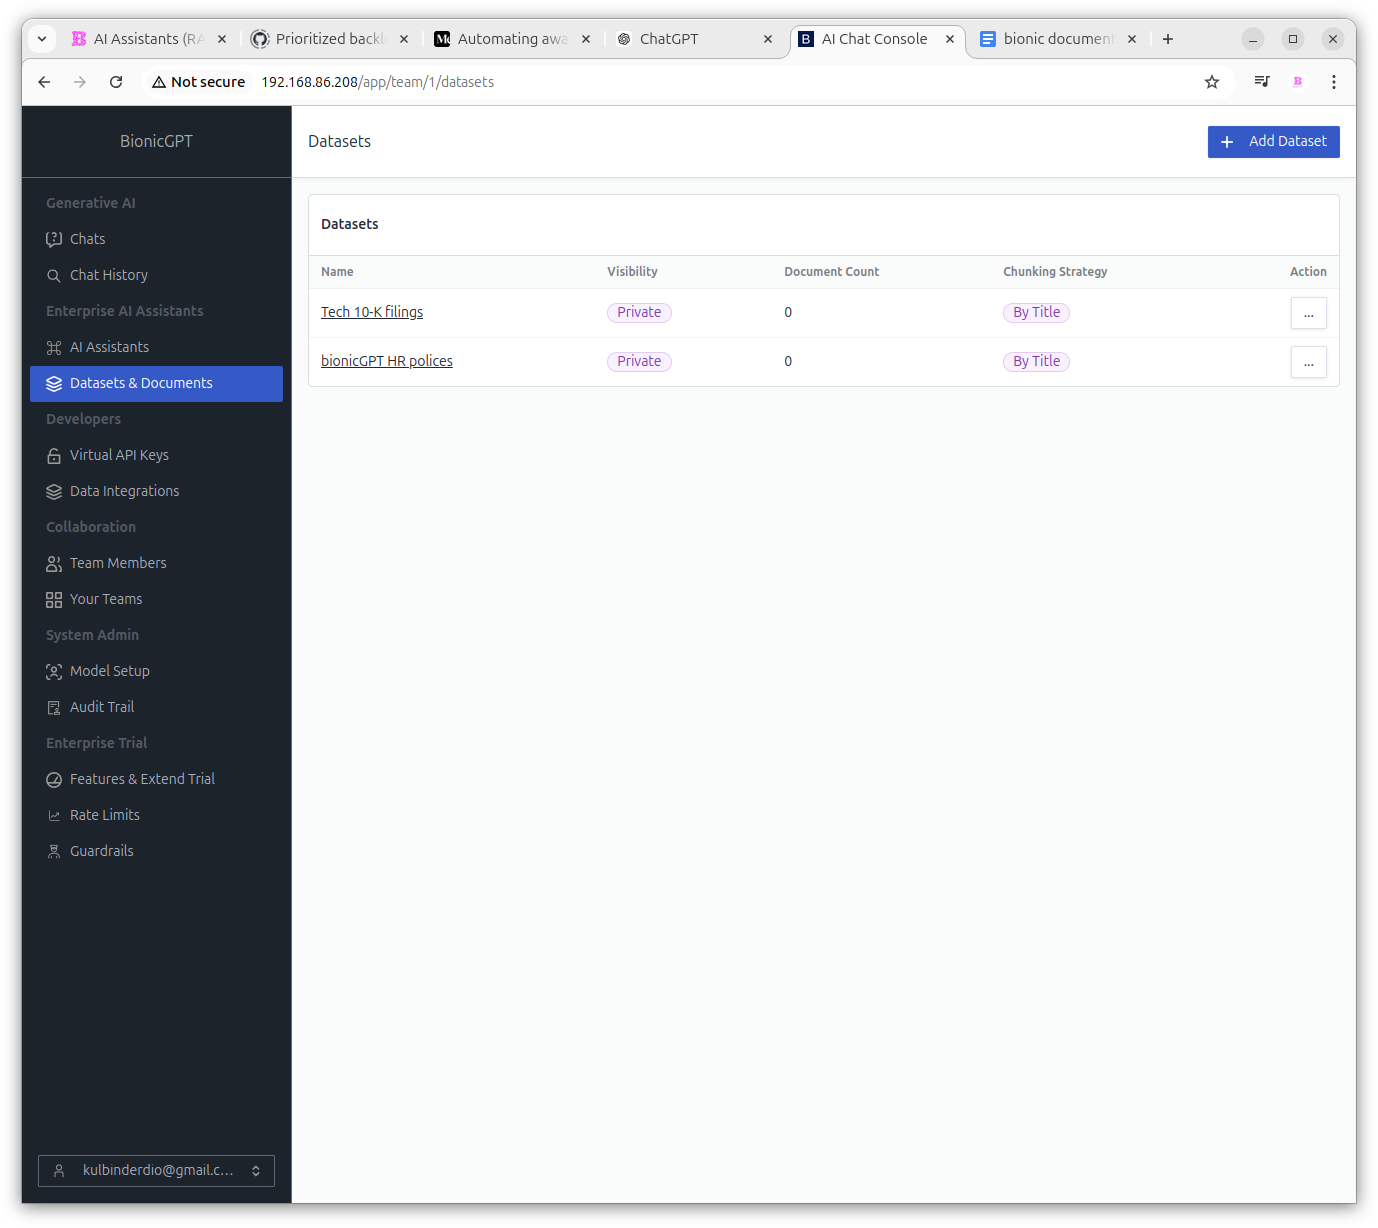 AI Assistants (RA
Prioritized backl
Automating awa
ChatGPT
AI Chat Console
bionic document
Not secure
192.168.86.208/app/team/1/datasets
BionicGPT
Generative AI
Chats
Chat History
Enterprise AI Assistants
AI Assistants
Datasets & Documents
Developers
Virtual API Keys
Data Integrations
Collaboration
Team Members
Your Teams
System Admin
Model Setup
Audit Trail
Enterprise Trial
Features & Extend Trial
Rate Limits
Guardrails
kulbinderdio@gmail.c...
Datasets
+ Add Dataset
Datasets
Name Visibility Document Count Chunking Strategy Action
Tech 10-K filings Private 0 By Title ...
bionicGPT HR polices Private 0 By Title ...